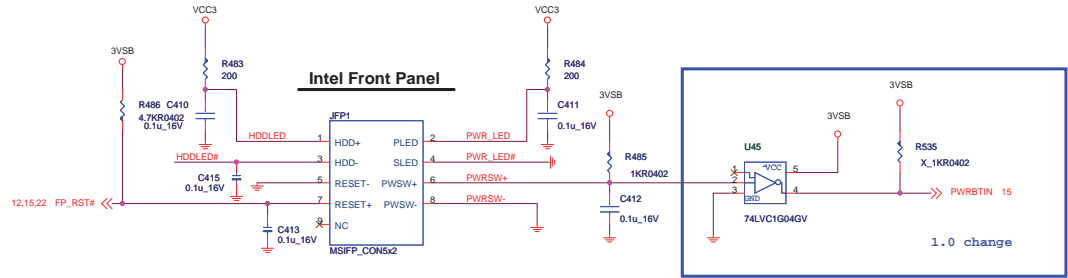 VCC3
VCC3
3VSB
R483
200
R484
200
Intel Front Panel
R486
4.7KR0402
C410
0.1u_16V
C411
0.1u_16V
JFP1
3VSB
3VSB
3VSB
HDDLED
1
HDD+
PLED
2
PWR_LED
U45
R535
X_1KR0402
HDDLED#
3
HDD-
SLED
4
PWR_LED#
R485
1KR0402
1
VCC
5
C415
0.1u_16V
5
RESET-
PWSW+
6
PWRSW+
2
3
GND
4
PWRBTIN 15
12,15,22 FP_RST#
7
RESET+
PWSW-
8
PWRSW-
C412
0.1u_16V
74LVC1G04GV
9
NC
C413
0.1u_16V
MSIFP_CON5x2
1.0 change